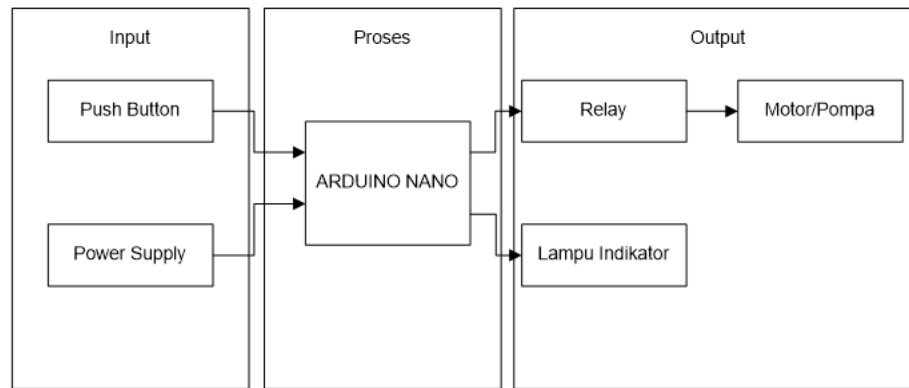 Input
Proses
Output
Push Button
Power Supply
ARDUINO NANO
Relay
Motor/Pompa
Lampu Indikator